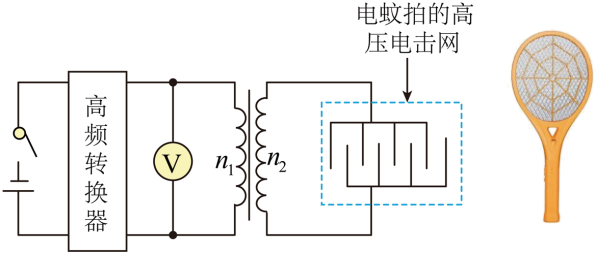 电蚊拍的高
压电击网
高频转换器
V
n₁
n₂